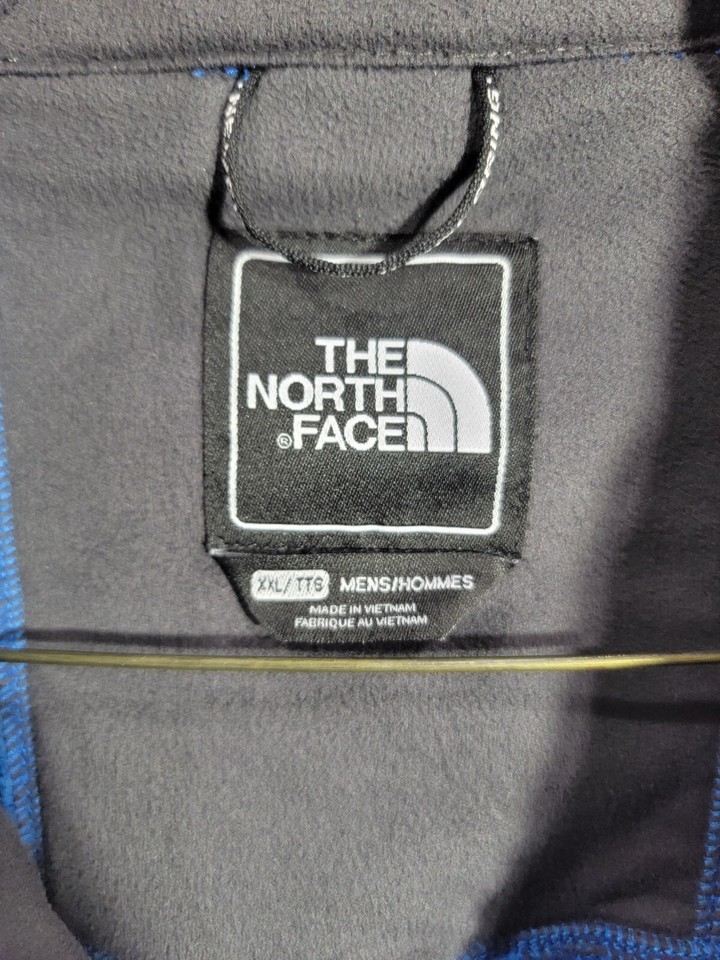 THE
NORTH
® FACE
XXL/TTG MENS/HOMMES
MADE IN VIETNAM
FABRIQUE AU VIETNAM